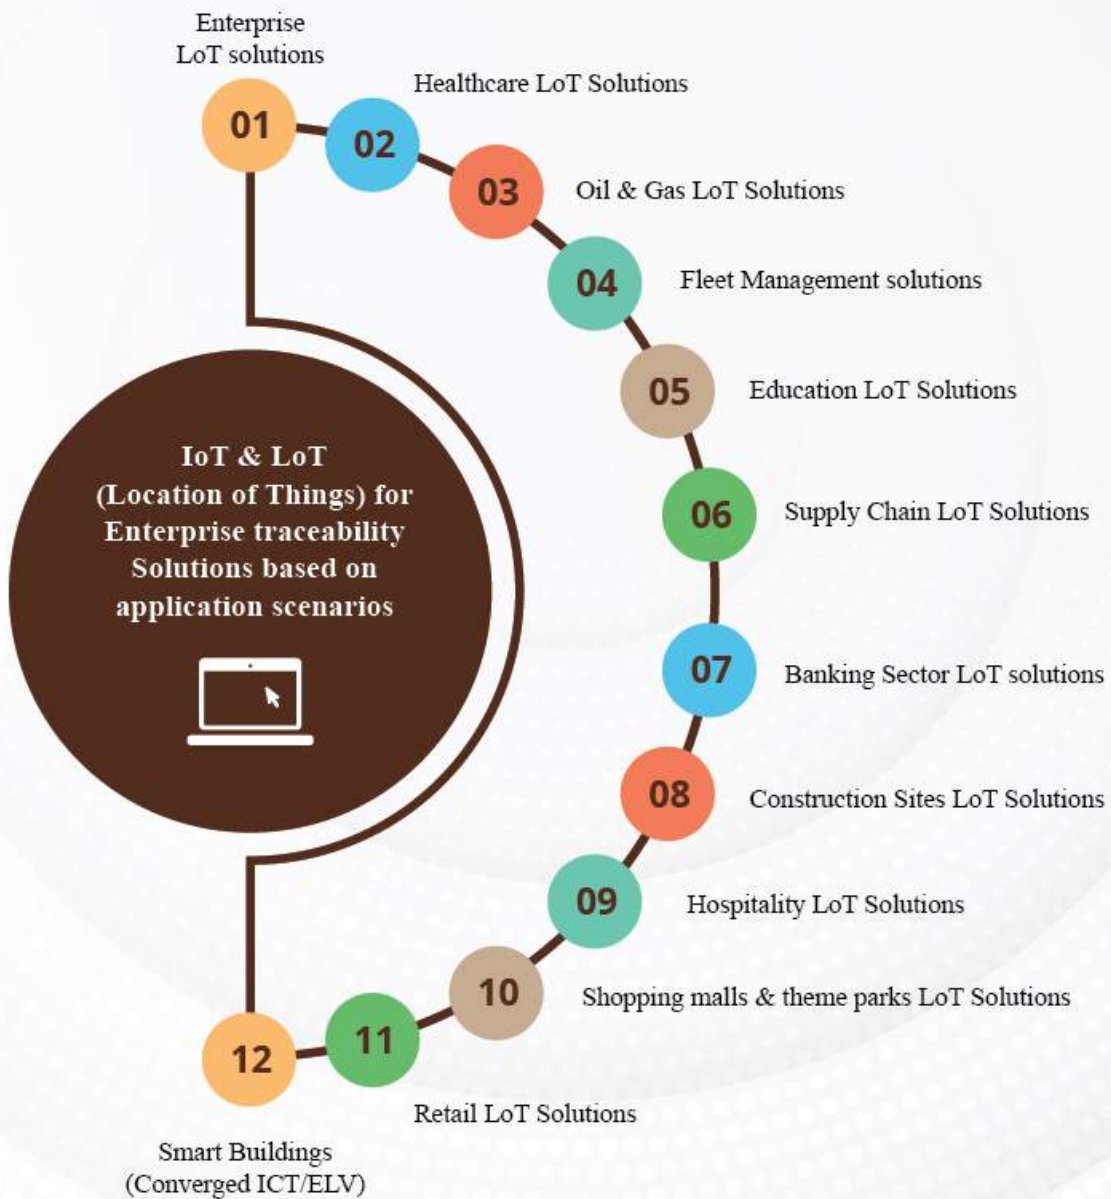 Enterprise
LoT solutions
01
02
Healthcare LoT Solutions
03
Oil & Gas LoT Solutions
04
Fleet Management solutions
05
Education LoT Solutions
06
Supply Chain LoT Solutions
IoT & LoT
(Location of Things) for
Enterprise traceability
Solutions based on
application scenarios
07
Banking Sector LoT solutions
08
Construction Sites LoT Solutions
09
Hospitality LoT Solutions
10
Shopping malls & theme parks LoT Solutions
11
Retail LoT Solutions
12
Smart Buildings
(Converged ICT/ELV)